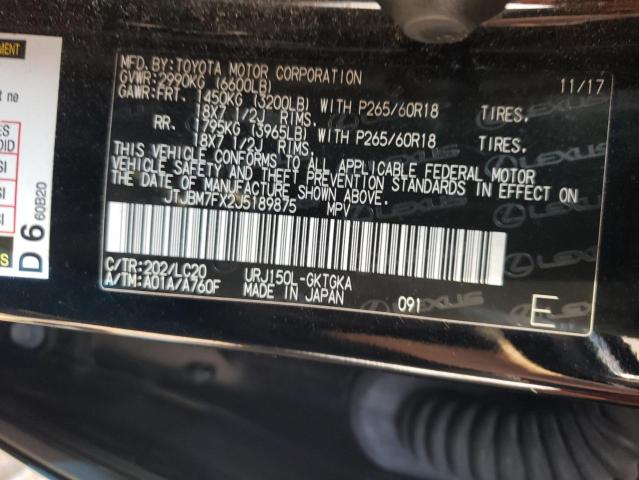 MFD. BY: TOYOTA MOTOR CORPORATION 11/17
GVWR: 2990KG (6600LB)
GAWR: FRT. 1450KG (3200LB) WITH P265/60R18 TIRES.
18X7 1/2J RIMS.
RR. 1795KG (3965LB) WITH P265/60R18 TIRES.
18X7 1/2J RIMS.
THIS VEHICLE CONFORMS TO ALL APPLICABLE FEDERAL MOTOR
VEHICLE SAFETY AND THEFT PREVENTION STANDARDS IN EFFECT ON
THE DATE OF MANUFACTURE SHOWN ABOVE.
JTJBM7FX2J5189875 MPV
C/TR: 202/LC20 URJ150L-GKTGKA
A/TM: A01A/A760F MADE IN JAPAN 091 E
LEXUS
D6 60B20